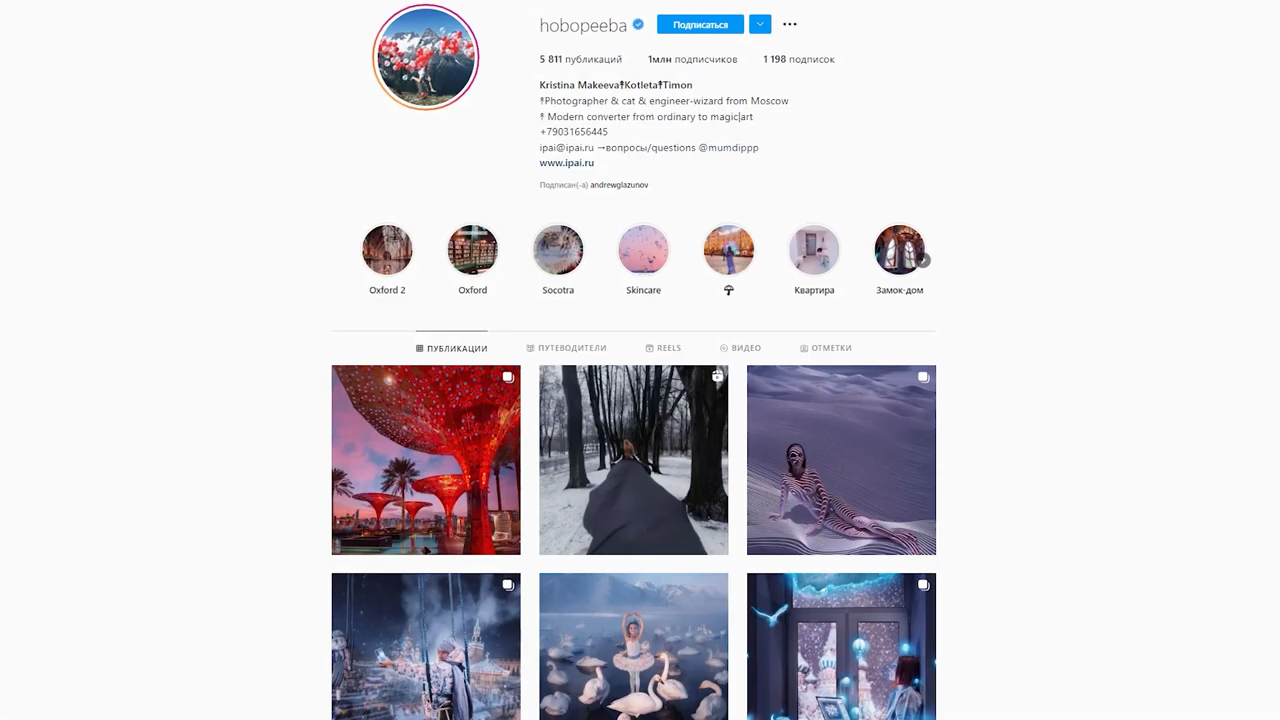 hobopeeba Подписаться
5 811 публикаций 1млн подписчиков 1 198 подписок
Kristina Makeeva☨Kotleta☨Timon
☨Photographer & cat & engineer-wizard from Moscow
☨ Modern converter from ordinary to magic|art
+79031656445
ipai@ipai.ru →вопросы/questions @mumdippp
www.ipai.ru
Подписан(-а) andrewglazunov
Oxford 2 Oxford Socotra Skincare ☂ Квартира Замок-дом
ПУБЛИКАЦИИ ПУТЕВОДИТЕЛИ REELS ВИДЕО ОТМЕТКИ